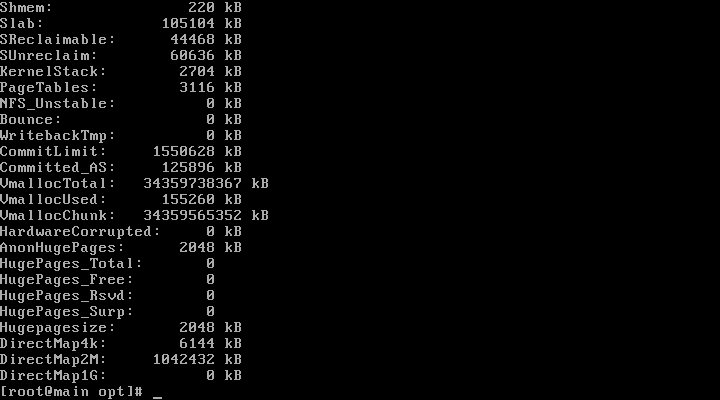 Shmem:               220 kB
Slab:             105104 kB
SReclaimable:      44468 kB
SUnreclaim:        60636 kB
KernelStack:        2704 kB
PageTables:         3116 kB
NFS_Unstable:          0 kB
Bounce:                0 kB
WritebackTmp:          0 kB
CommitLimit:     1550628 kB
Committed_AS:     125896 kB
VmallocTotal:   34359738367 kB
VmallocUsed:      155260 kB
VmallocChunk:   34359565352 kB
HardwareCorrupted:     0 kB
AnonHugePages:      2048 kB
HugePages_Total:       0
HugePages_Free:        0
HugePages_Rsvd:        0
HugePages_Surp:        0
Hugepagesize:       2048 kB
DirectMap4k:        6144 kB
DirectMap2M:     1042432 kB
DirectMap1G:           0 kB
[root@main opt]# _